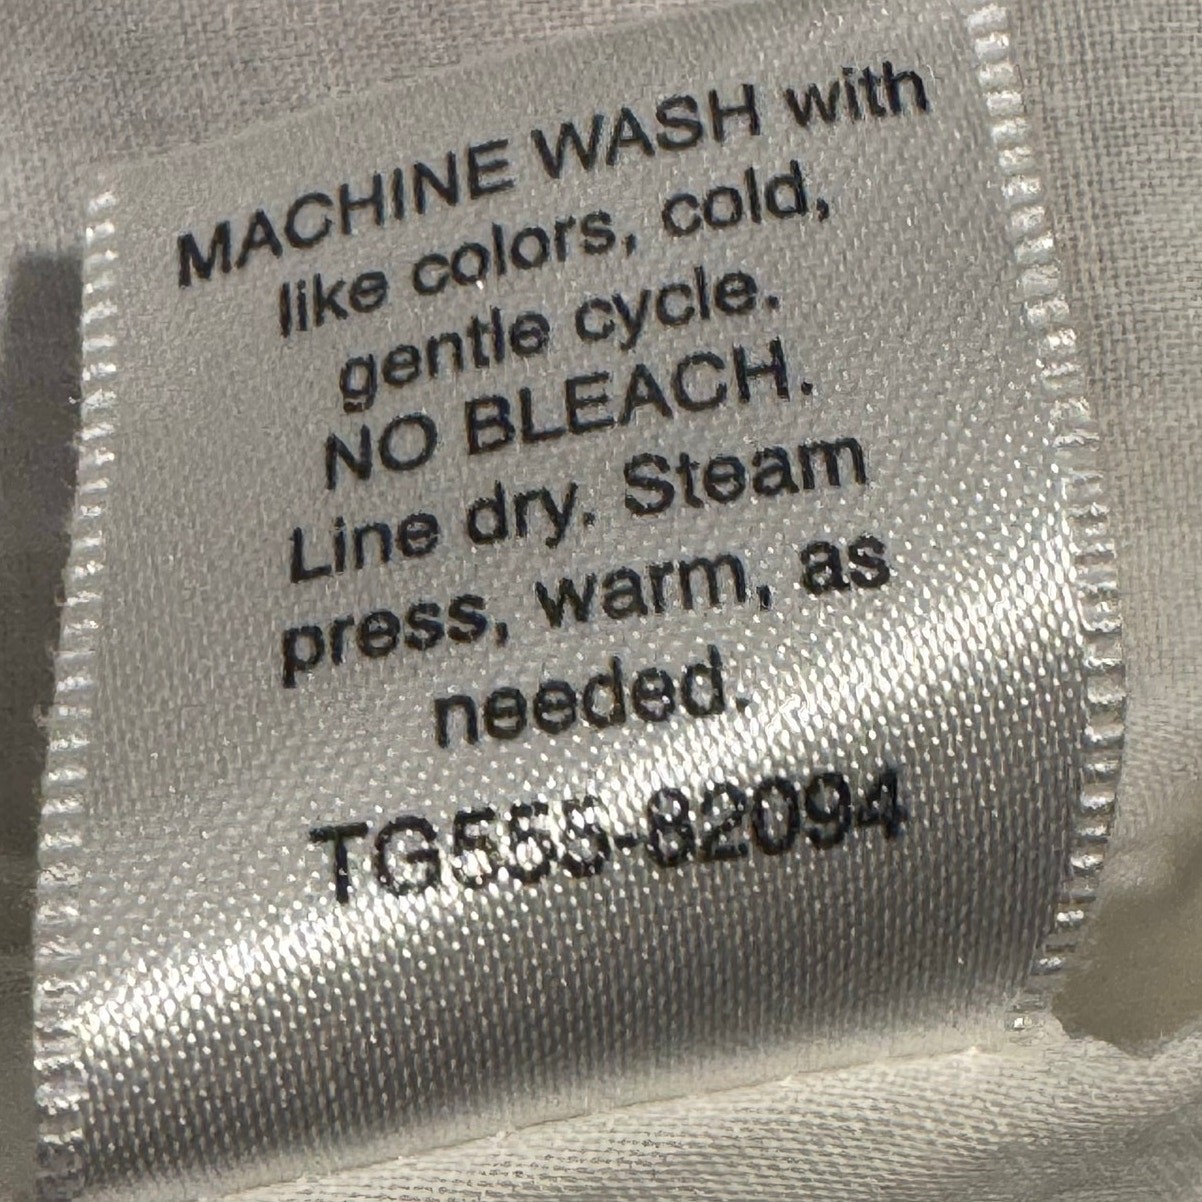 MACHINE WASH with
like colors, cold,
gentle cycle.
NO BLEACH.
Line dry. Steam
press, warm, as
needed.
TG555-82094